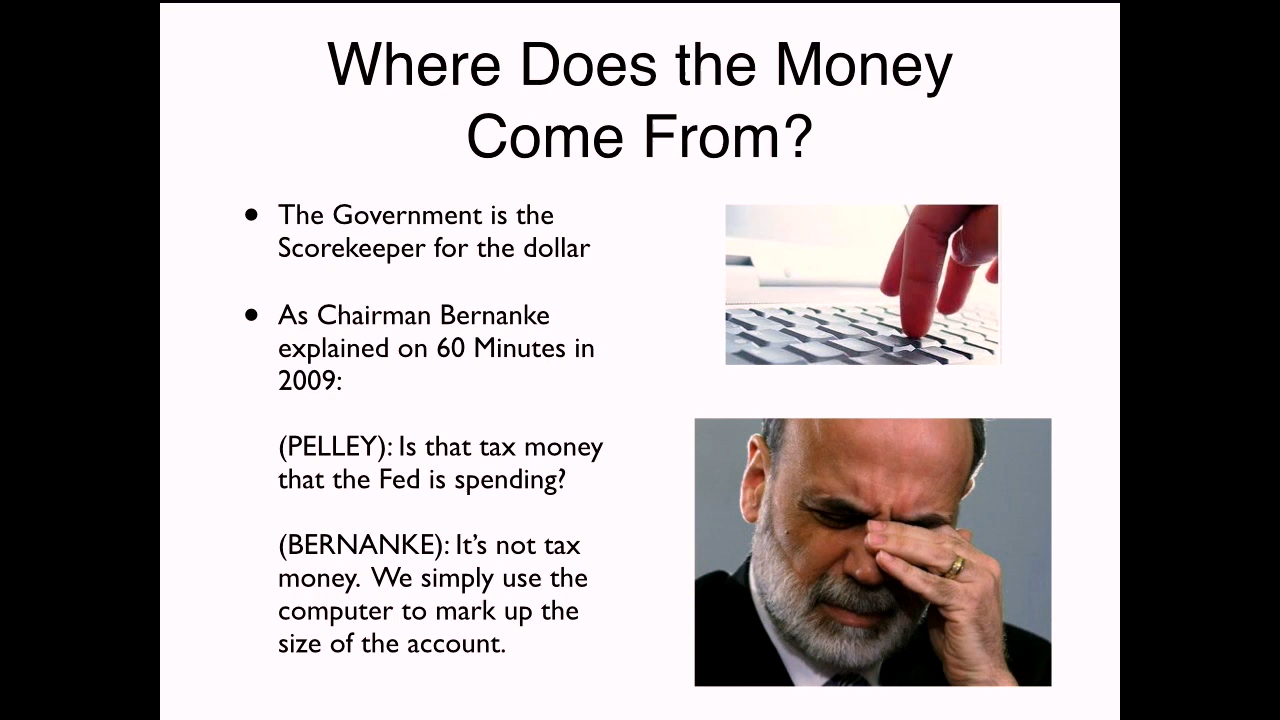 Where Does the Money
Come From?
• The Government is the
Scorekeeper for the dollar
• As Chairman Bernanke
explained on 60 Minutes in
2009:
(PELLEY): Is that tax money
that the Fed is spending?
(BERNANKE): It’s not tax
money.  We simply use the
computer to mark up the
size of the account.